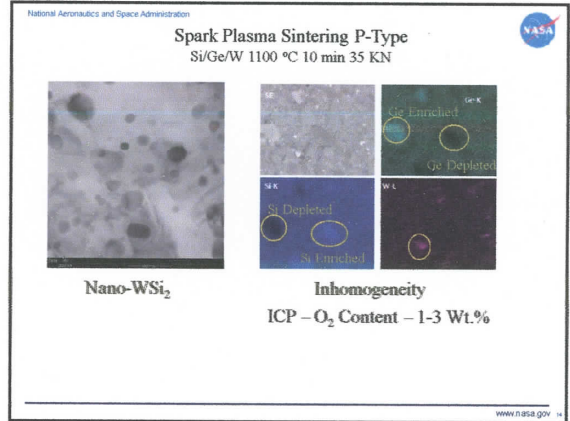 National Aeronautics and Space Administration
NASA
Spark Plasma Sintering P-Type
Si/Ge/W 1100 °C 10 min 35 KN
SE
Ge-K
Ge Enriched
Ge Depleted
Si-K
W-L
Si Depleted
Si Enriched
Nano-WSi₂
Inhomogeneity
ICP – O₂ Content – 1-3 Wt.%
www.nasa.gov 14